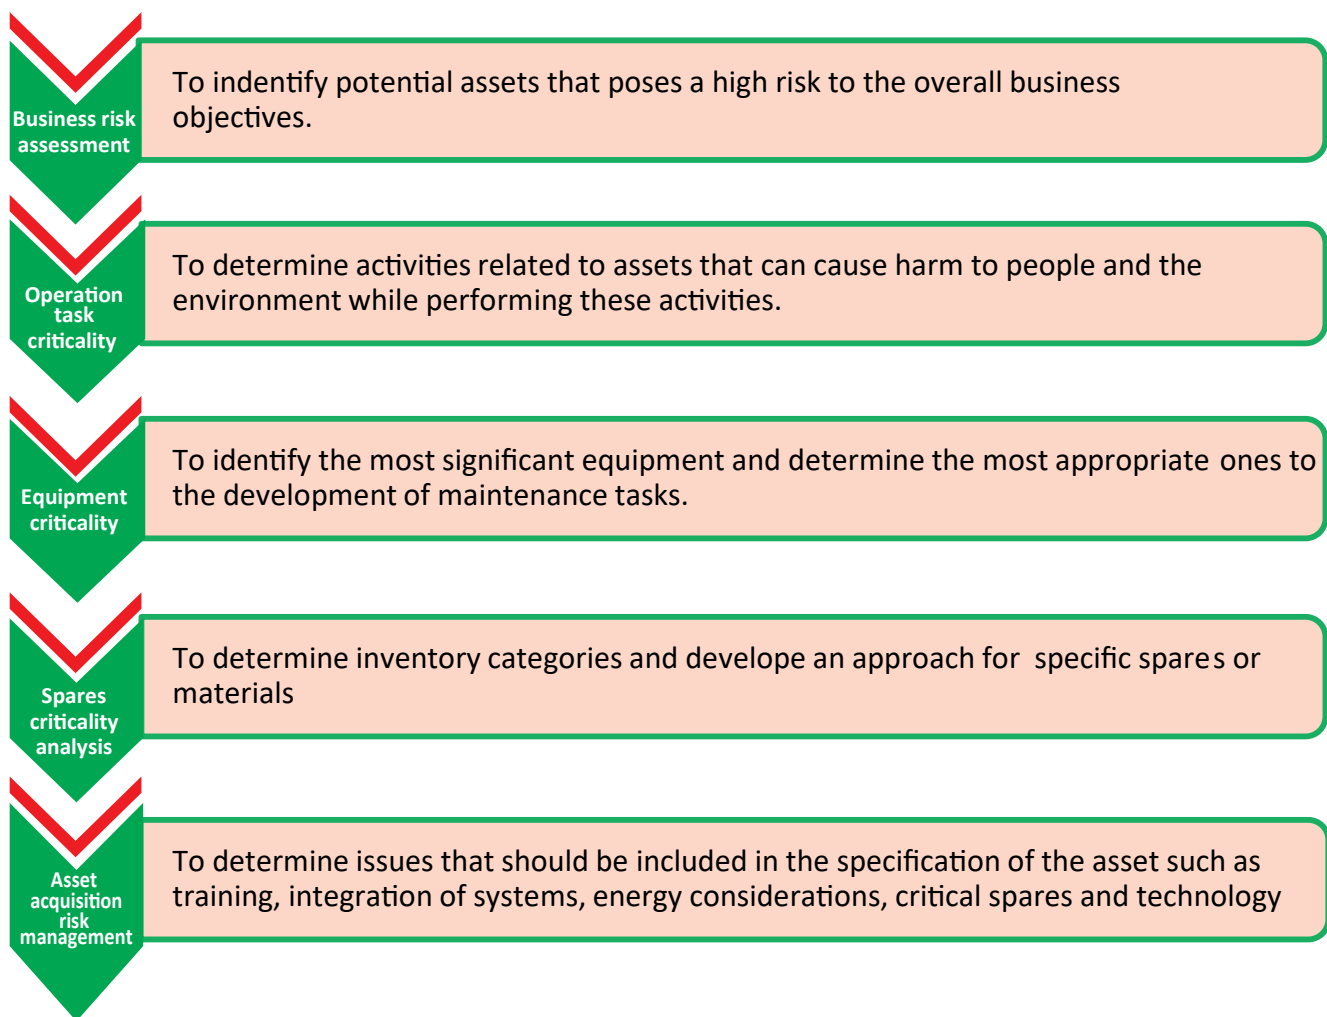 Business risk
assessment
To indentify potential assets that poses a high risk to the overall business
objectives.
Operation
task
criticality
To determine activities related to assets that can cause harm to people and the
environment while performing these activities.
Equipment
criticality
To identify the most significant equipment and determine the most appropriate ones to
the development of maintenance tasks.
Spares
criticality
analysis
To determine inventory categories and develope an approach for specific spares or
materials
Asset
acquisition
risk
management
To determine issues that should be included in the specification of the asset such as
training, integration of systems, energy considerations, critical spares and technology